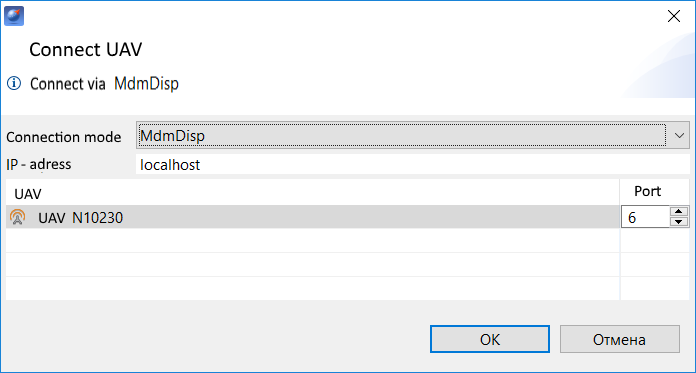 Connect UAV
Connect via MdmDisp
Connection mode MdmDisp
IP - adress localhost
UAV Port
UAV N10230 6
OK Отмена